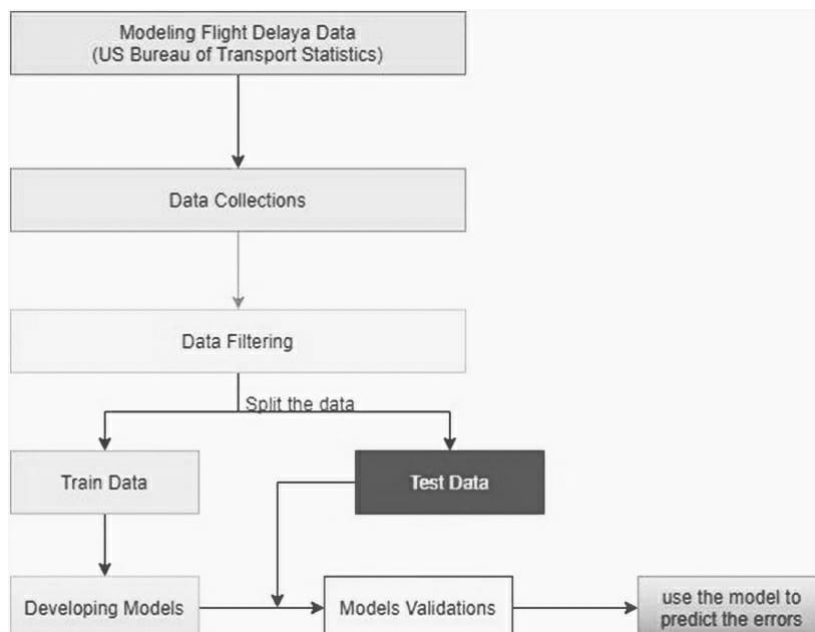 Modeling Flight Delaya Data
(US Bureau of Transport Statistics)
Data Collections
Data Filtering
Split the data
Train Data
Test Data
Developing Models
Models Validations
use the model to
predict the errors